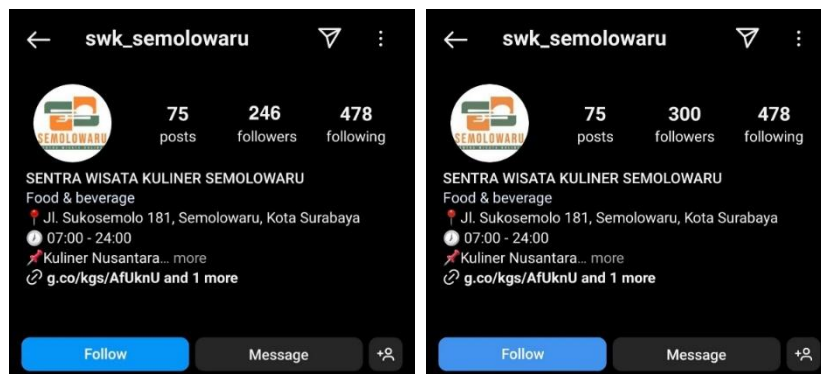 swk_semolowaru
SEMOLOWARU
75 246 478
posts followers following
SENTRA WISATA KULINER SEMOLOWARU
Food & beverage
Jl. Sukosemolo 181, Semolowaru, Kota Surabaya
07:00 - 24:00
Kuliner Nusantara... more
g.co/kgs/AfUknU and 1 more
Follow Message
swk_semolowaru
SEMOLOWARU
75 300 478
posts followers following
SENTRA WISATA KULINER SEMOLOWARU
Food & beverage
Jl. Sukosemolo 181, Semolowaru, Kota Surabaya
07:00 - 24:00
Kuliner Nusantara... more
g.co/kgs/AfUknU and 1 more
Follow Message